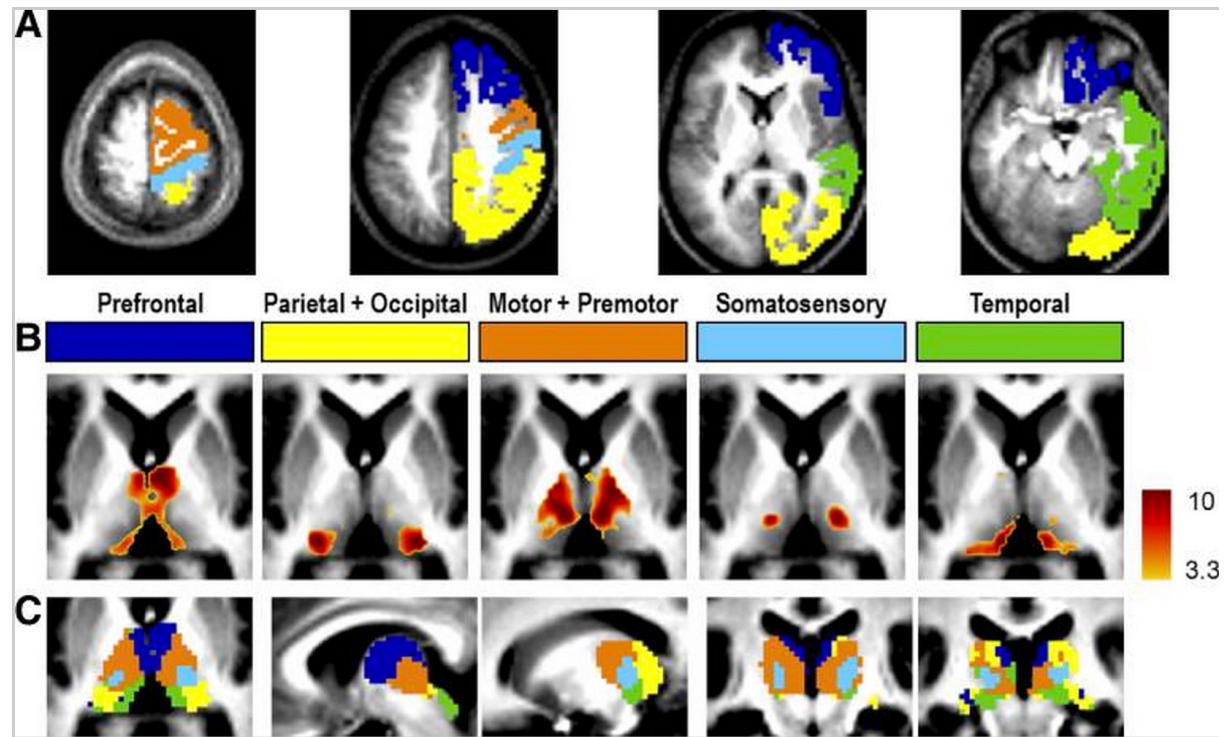 A
Prefrontal Parietal + Occipital Motor + Premotor Somatosensory Temporal
B
10
3.3
C